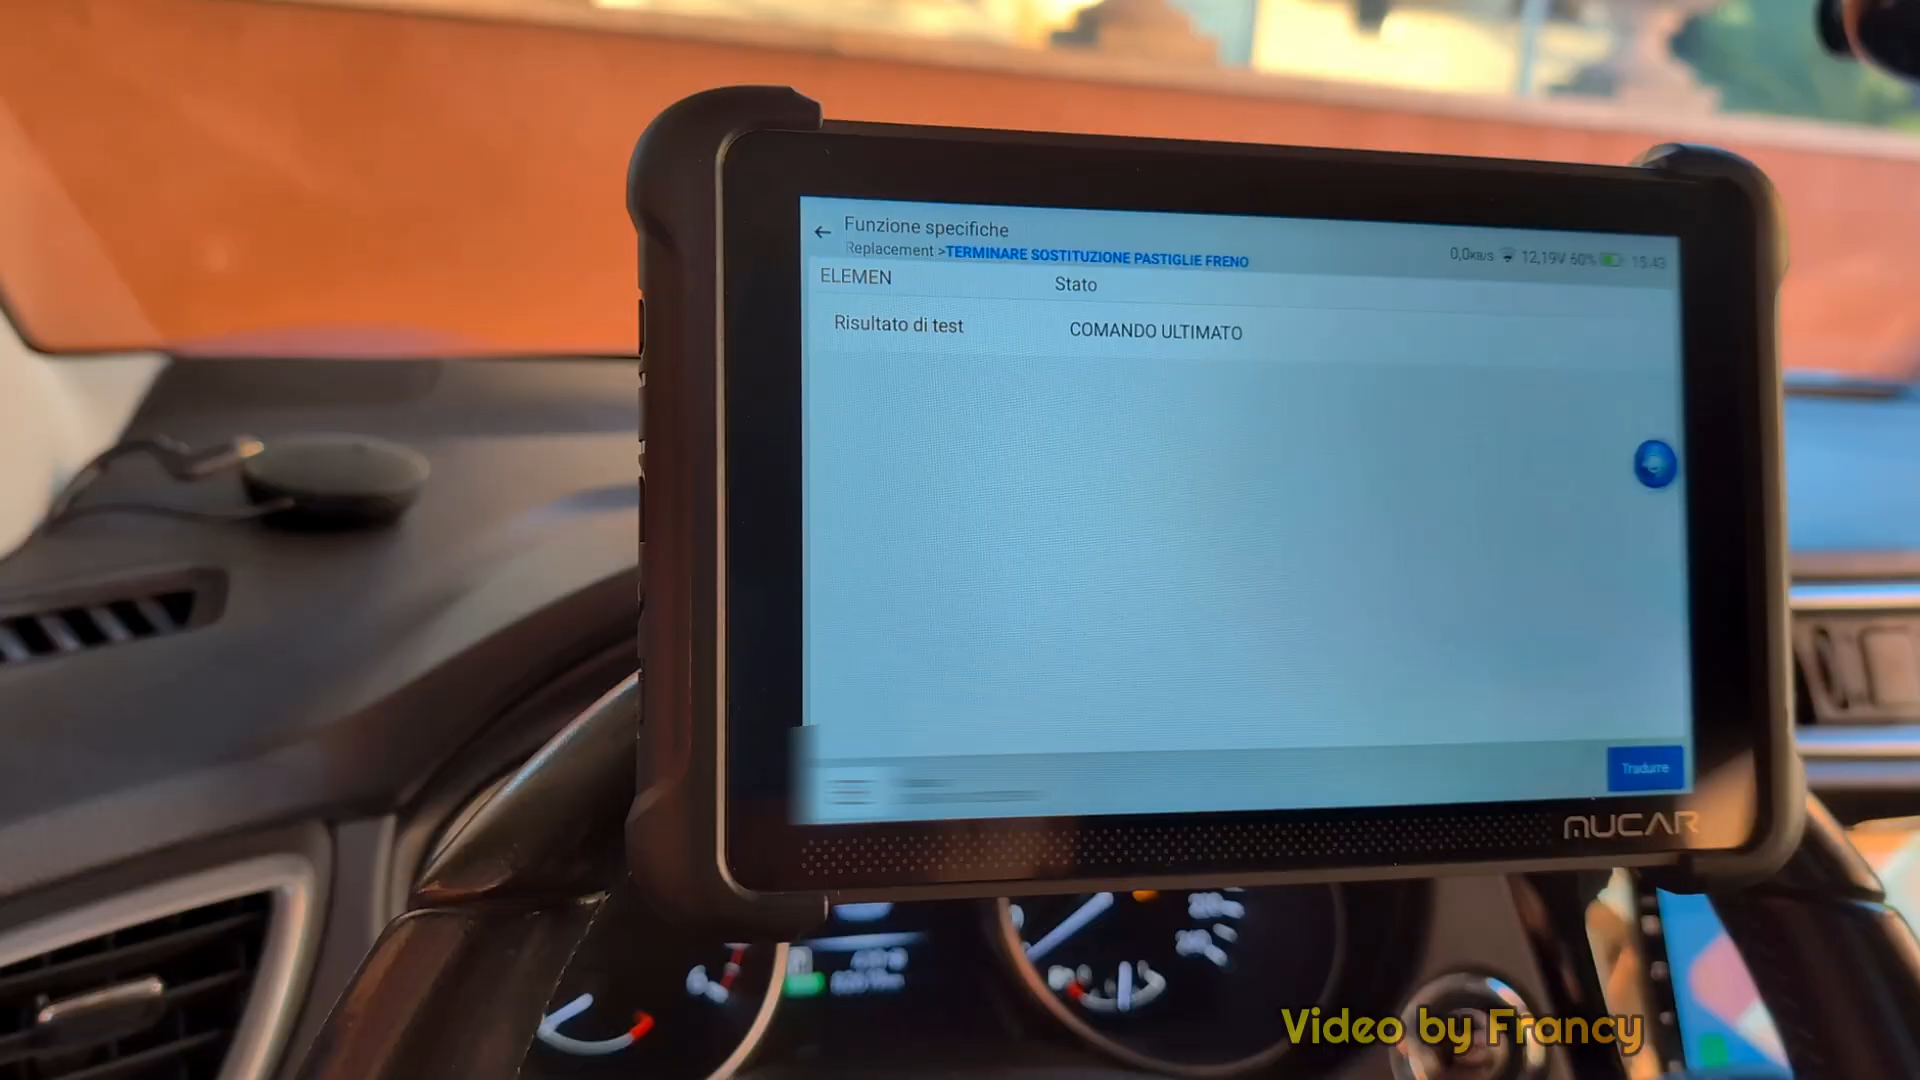 Funzione specifiche
Replacement >TERMINARE SOSTITUZIONE PASTIGLIE FRENO
0,0KB/s 12,19V 60% 15:43
ELEMEN Stato
Risultato di test COMANDO ULTIMATO
Tradurre
MUCAR
Video by Francy